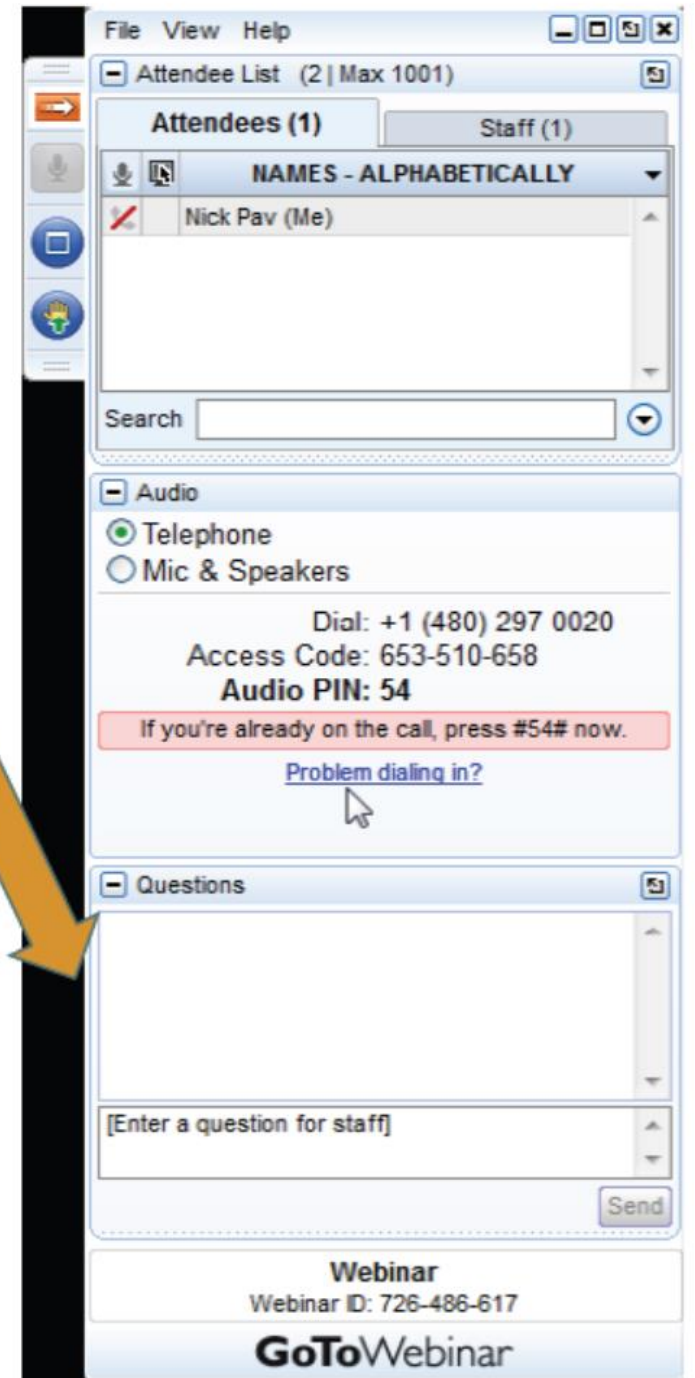 File View Help
Attendee List (2 | Max 1001)
Attendees (1) Staff (1)
NAMES - ALPHABETICALLY
Nick Pav (Me)
Search
Audio
Telephone
Mic & Speakers
Dial: +1 (480) 297 0020
Access Code: 653-510-658
Audio PIN: 54
If you're already on the call, press #54# now.
Problem dialing in?
Questions
[Enter a question for staff]
Send
Webinar
Webinar ID: 726-486-617
GoToWebinar